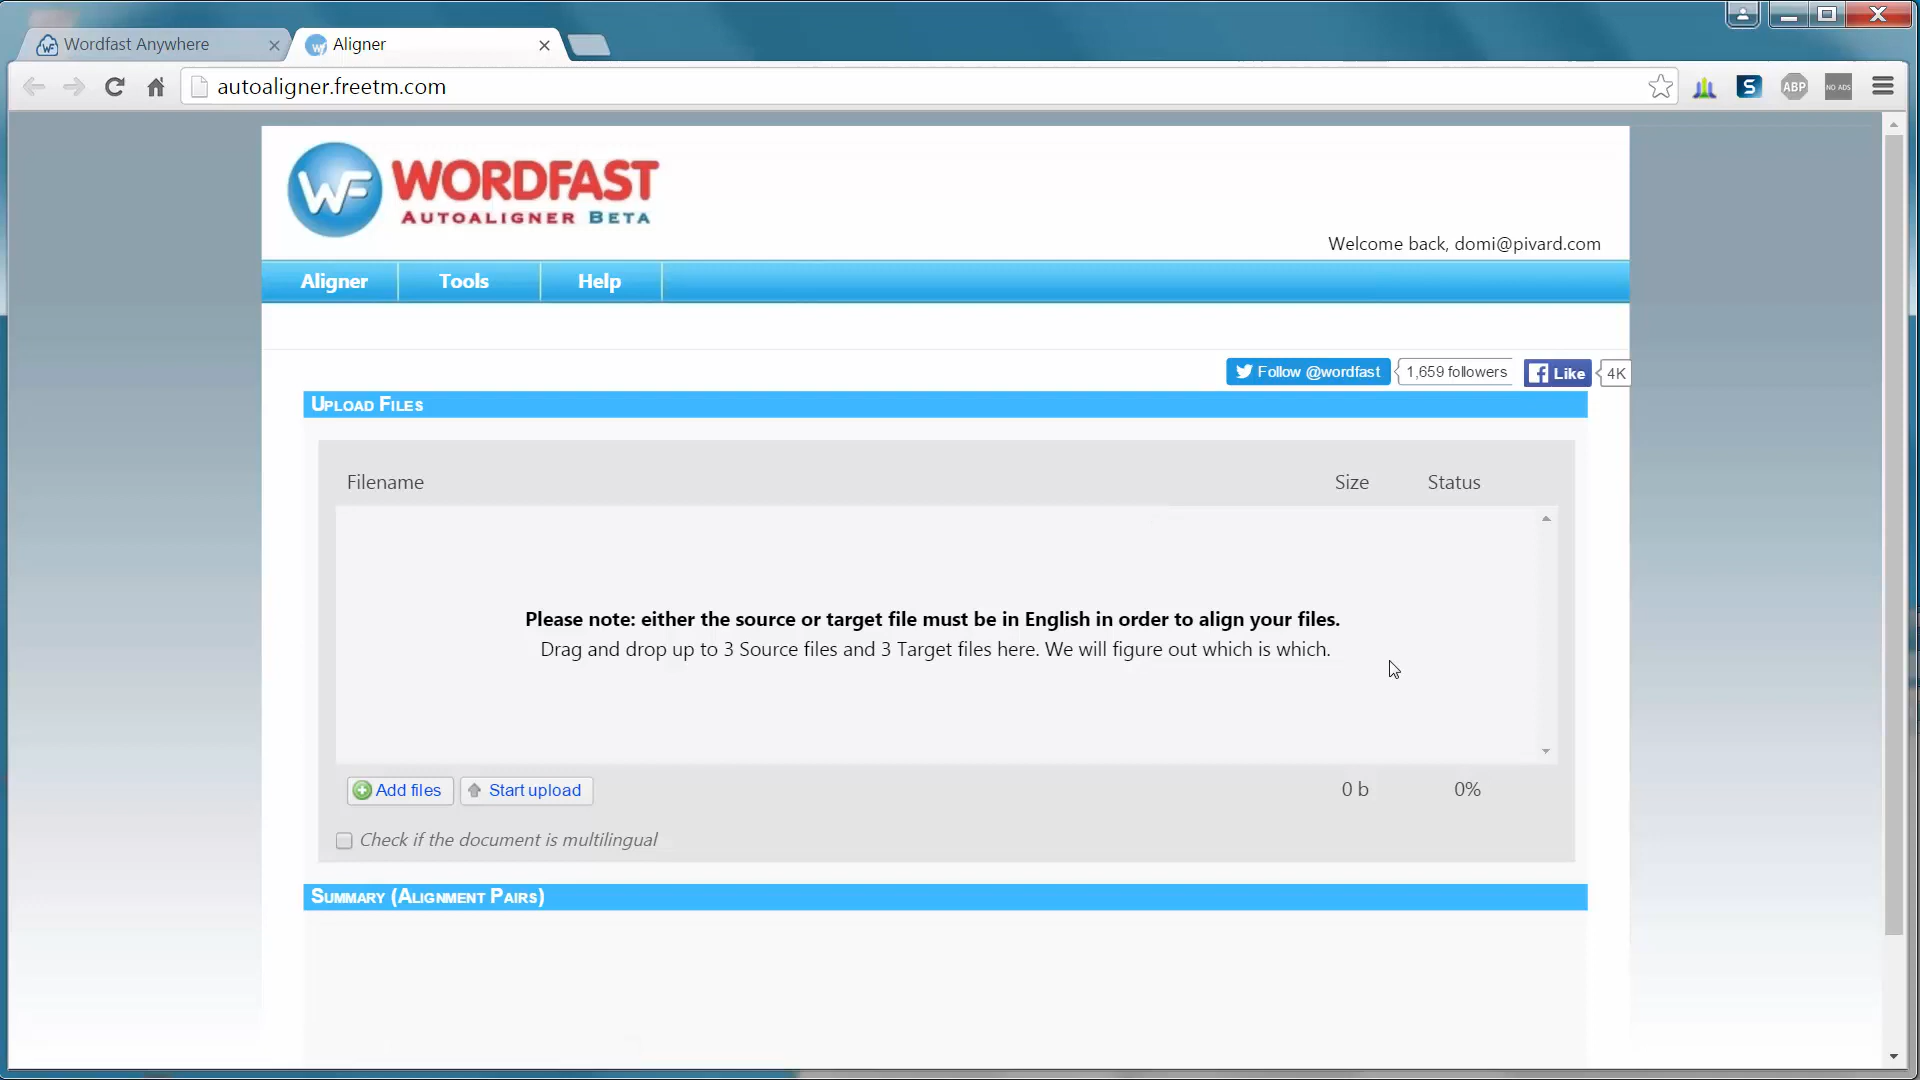 Wordfast Anywhere
Aligner
autoaligner.freetm.com
S
ABP
NO ADS
WF WORDFAST
AUTOALIGNER BETA
Welcome back, domi@pivard.com
Aligner Tools Help
Follow @wordfast 1,659 followers Like 4K
UPLOAD FILES
Filename Size Status
Please note: either the source or target file must be in English in order to align your files.
Drag and drop up to 3 Source files and 3 Target files here. We will figure out which is which.
Add files Start upload 0 b 0%
Check if the document is multilingual
SUMMARY (ALIGNMENT PAIRS)